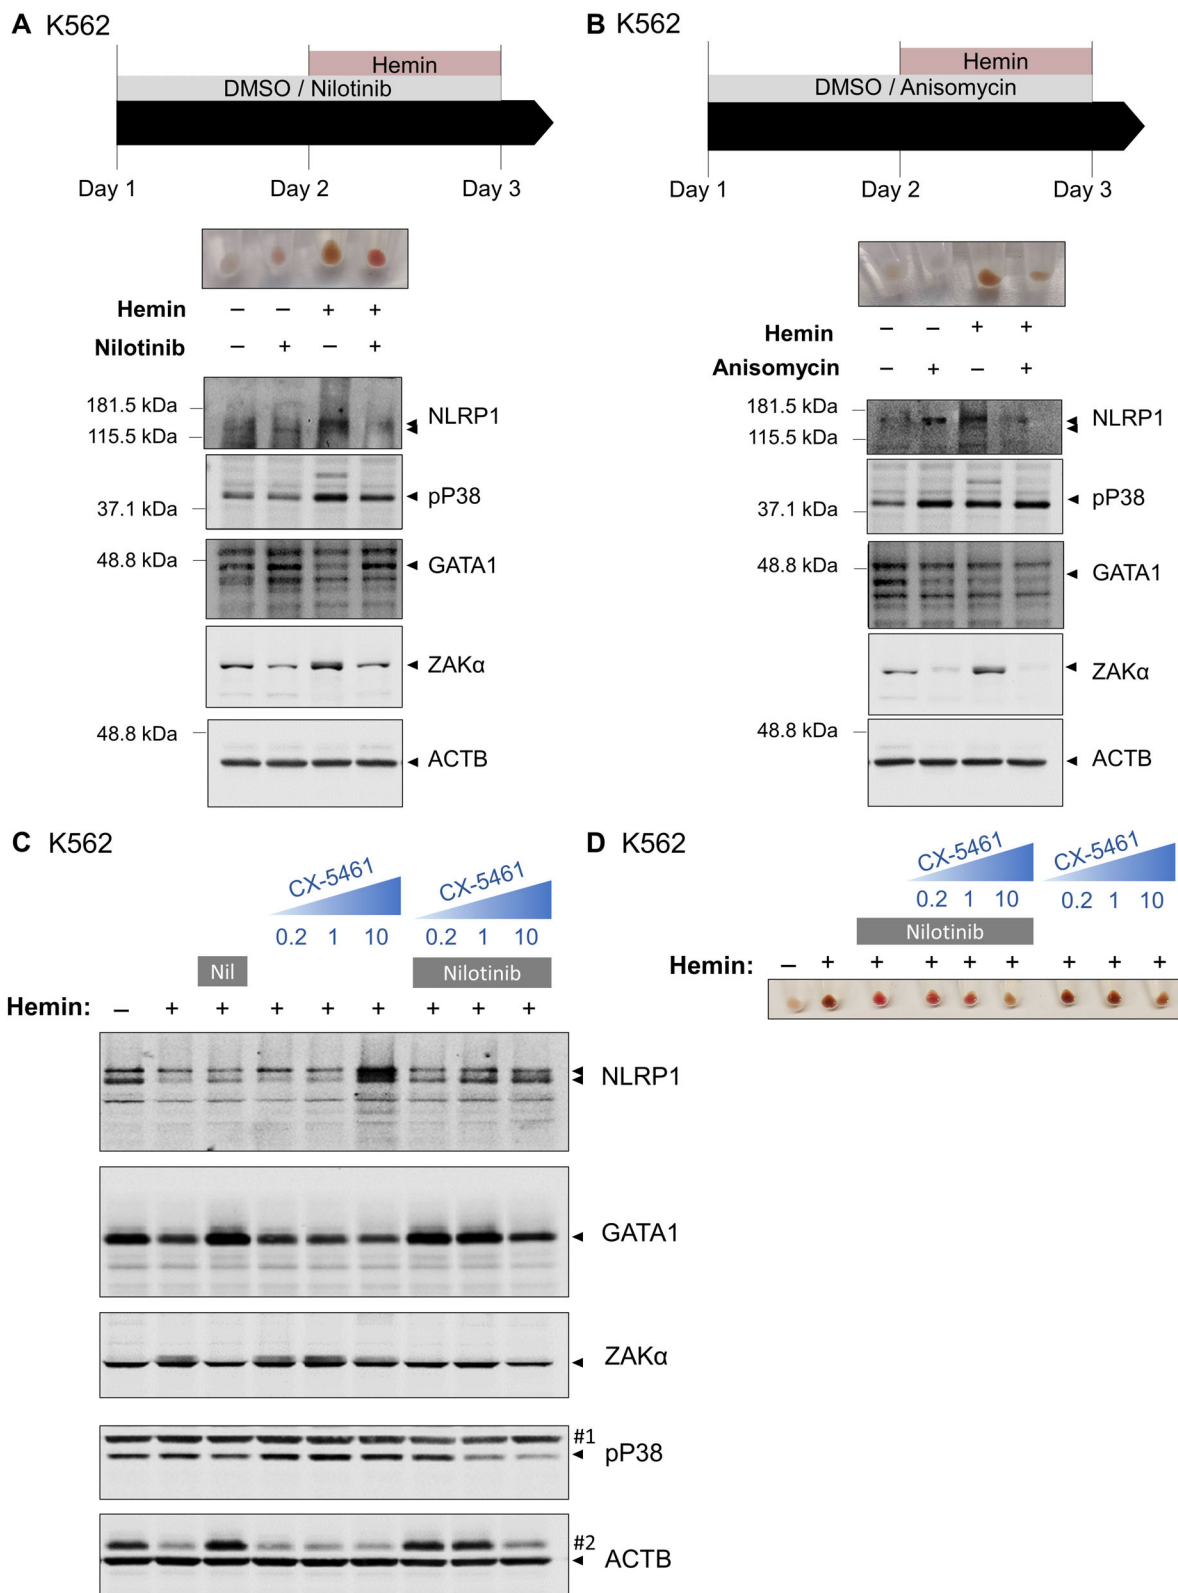 A K562
Hemin
DMSO / Nilotinib
Day 1 Day 2 Day 3
Hemin – – + +
Nilotinib – + – +
181.5 kDa
115.5 kDa
NLRP1
37.1 kDa
pP38
48.8 kDa
GATA1
ZAKα
48.8 kDa
ACTB
B K562
Hemin
DMSO / Anisomycin
Day 1 Day 2 Day 3
Hemin – – + +
Anisomycin – + – +
181.5 kDa
115.5 kDa
NLRP1
37.1 kDa
pP38
48.8 kDa
GATA1
ZAKα
48.8 kDa
ACTB
C K562
CX-5461 CX-5461
0.2 1 10 0.2 1 10
Nil Nilotinib
Hemin: – + + + + + + + +
NLRP1
GATA1
ZAKα
#1
pP38
#2
ACTB
D K562
CX-5461 CX-5461
0.2 1 10 0.2 1 10
Nilotinib
Hemin: – + + + + + + + +